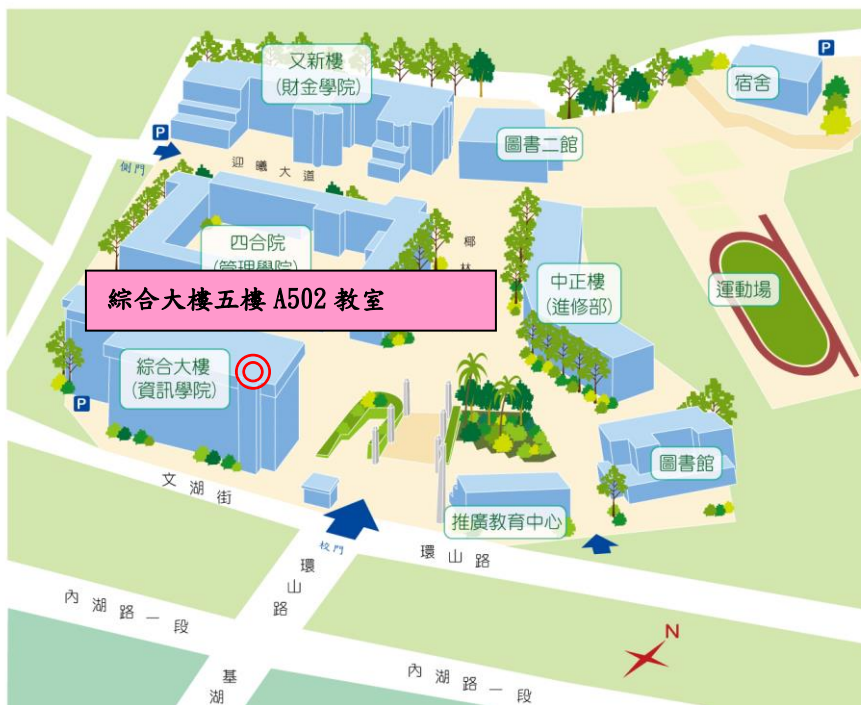 又新樓
(財金學院)
P
宿舍
P
側門
迎曦大道
圖書二館
四合院
(管理學院)
椰林
中正樓
(進修部)
運動場
綜合大樓五樓 A502 教室
綜合大樓
(資訊學院)
P
圖書館
文湖街
推廣教育中心
校門
環山路
環山路
內湖路一段
N
內湖路一段
基湖